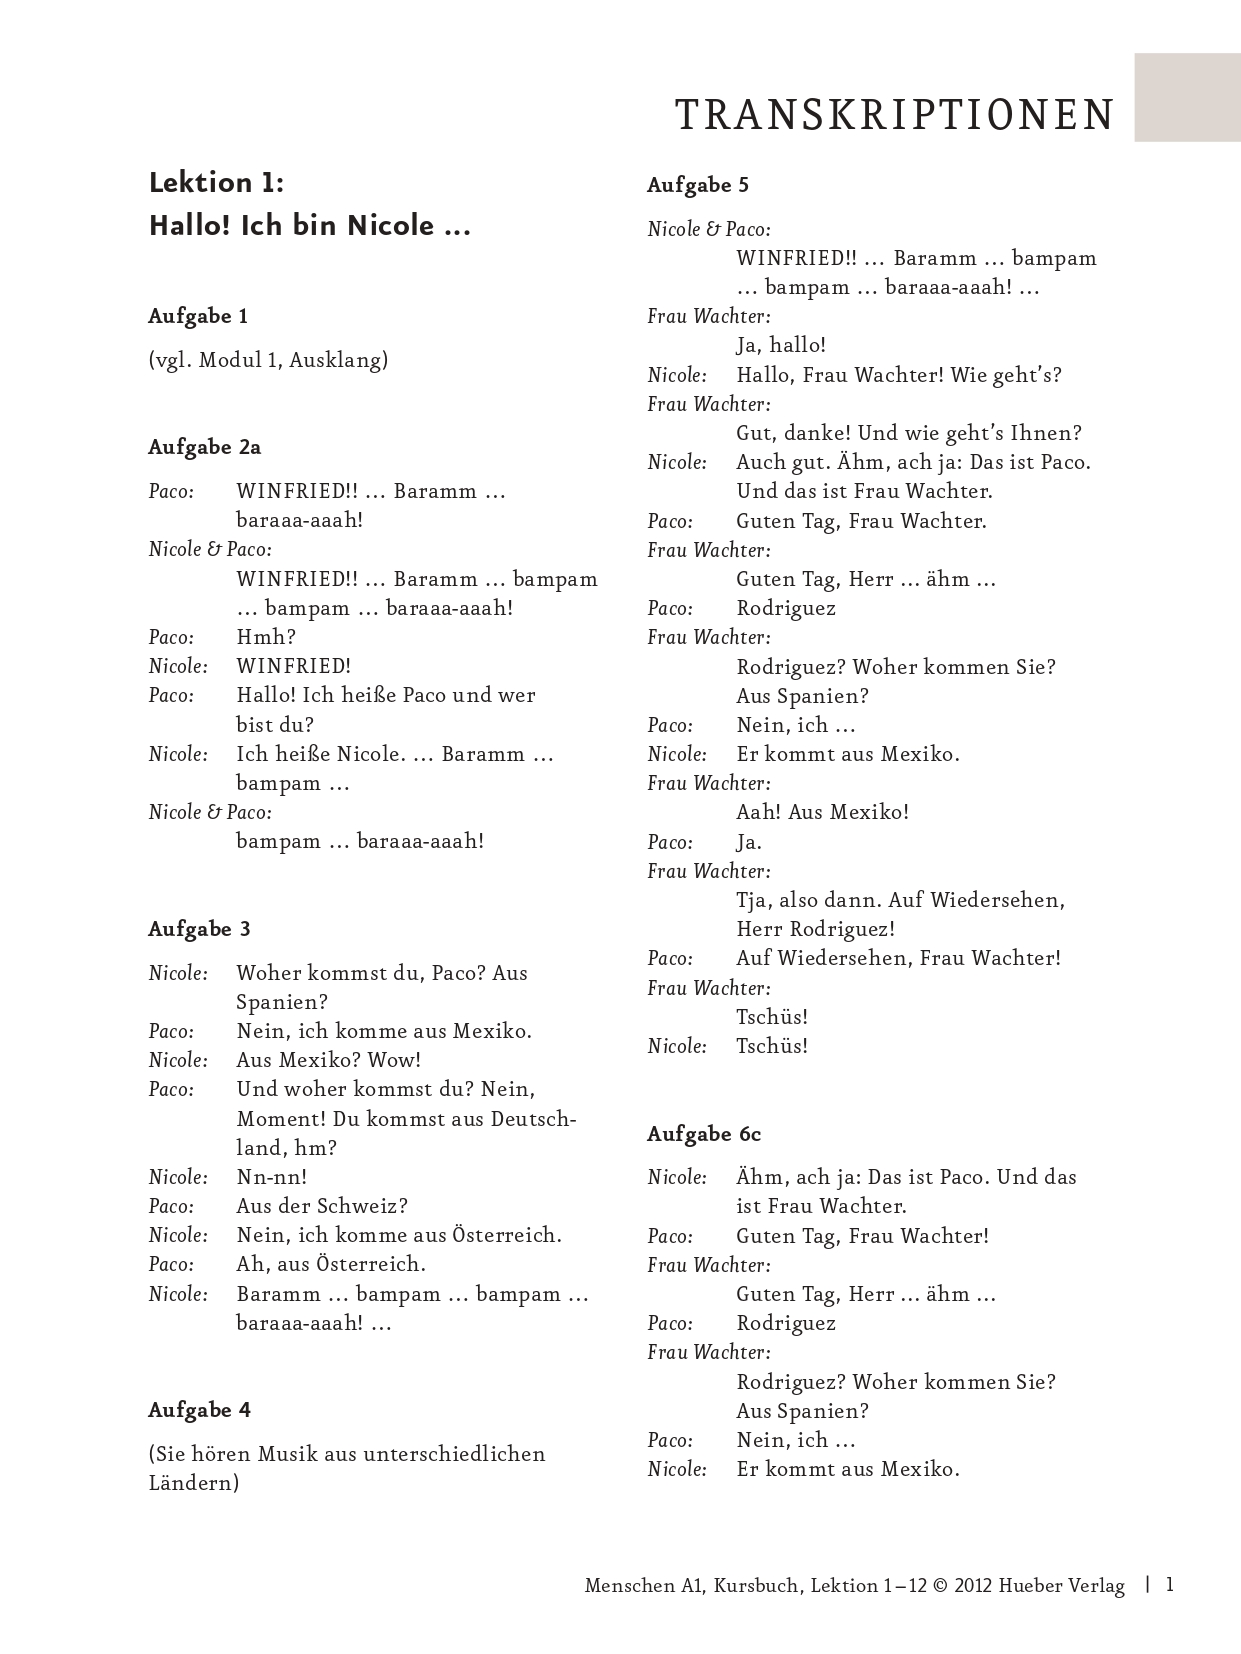 TRANSKRIPTIONEN
Lektion 1:
Hallo! Ich bin Nicole ...
Aufgabe 1
(vgl. Modul 1, Ausklang)
Aufgabe 2a
Paco: WINFRIED!! ... Baramm ...
baraaa-aaah!
Nicole & Paco:
WINFRIED!! ... Baramm ... bampam
... bampam ... baraaa-aaah!
Paco: Hmh?
Nicole: WINFRIED!
Paco: Hallo! Ich heiße Paco und wer
bist du?
Nicole: Ich heiße Nicole. ... Baramm ...
bampam ...
Nicole & Paco:
bampam ... baraaa-aaah!
Aufgabe 3
Nicole: Woher kommst du, Paco? Aus
Spanien?
Paco: Nein, ich komme aus Mexiko.
Nicole: Aus Mexiko? Wow!
Paco: Und woher kommst du? Nein,
Moment! Du kommst aus Deutsch-
land, hm?
Nicole: Nn-nn!
Paco: Aus der Schweiz?
Nicole: Nein, ich komme aus Österreich.
Paco: Ah, aus Österreich.
Nicole: Baramm ... bampam ... bampam ...
baraaa-aaah! ...
Aufgabe 4
(Sie hören Musik aus unterschiedlichen
Ländern)
Aufgabe 5
Nicole & Paco:
WINFRIED!! ... Baramm ... bampam
... bampam ... baraaa-aaah! ...
Frau Wachter:
Ja, hallo!
Nicole: Hallo, Frau Wachter! Wie geht’s?
Frau Wachter:
Gut, danke! Und wie geht’s Ihnen?
Nicole: Auch gut. Ähm, ach ja: Das ist Paco.
Und das ist Frau Wachter.
Paco: Guten Tag, Frau Wachter.
Frau Wachter:
Guten Tag, Herr ... ähm ...
Paco: Rodriguez
Frau Wachter:
Rodriguez? Woher kommen Sie?
Aus Spanien?
Paco: Nein, ich ...
Nicole: Er kommt aus Mexiko.
Frau Wachter:
Aah! Aus Mexiko!
Paco: Ja.
Frau Wachter:
Tja, also dann. Auf Wiedersehen,
Herr Rodriguez!
Paco: Auf Wiedersehen, Frau Wachter!
Frau Wachter:
Tschüs!
Nicole: Tschüs!
Aufgabe 6c
Nicole: Ähm, ach ja: Das ist Paco. Und das
ist Frau Wachter.
Paco: Guten Tag, Frau Wachter!
Frau Wachter:
Guten Tag, Herr ... ähm ...
Paco: Rodriguez
Frau Wachter:
Rodriguez? Woher kommen Sie?
Aus Spanien?
Paco: Nein, ich ...
Nicole: Er kommt aus Mexiko.
Menschen A1, Kursbuch, Lektion 1–12 © 2012 Hueber Verlag | 1